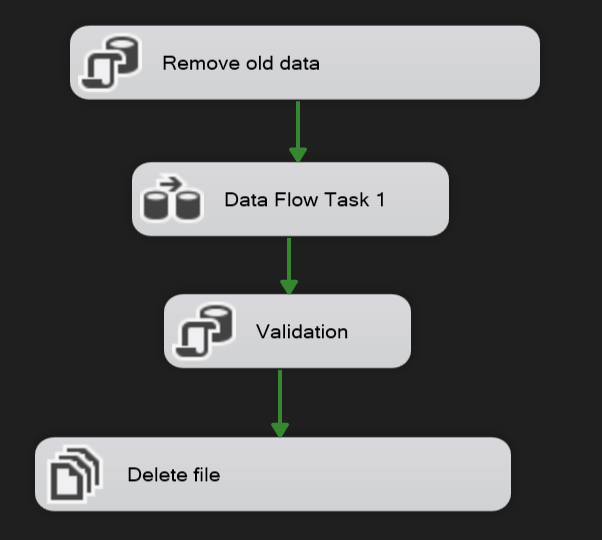 Remove old data
Data Flow Task 1
Validation
Delete file